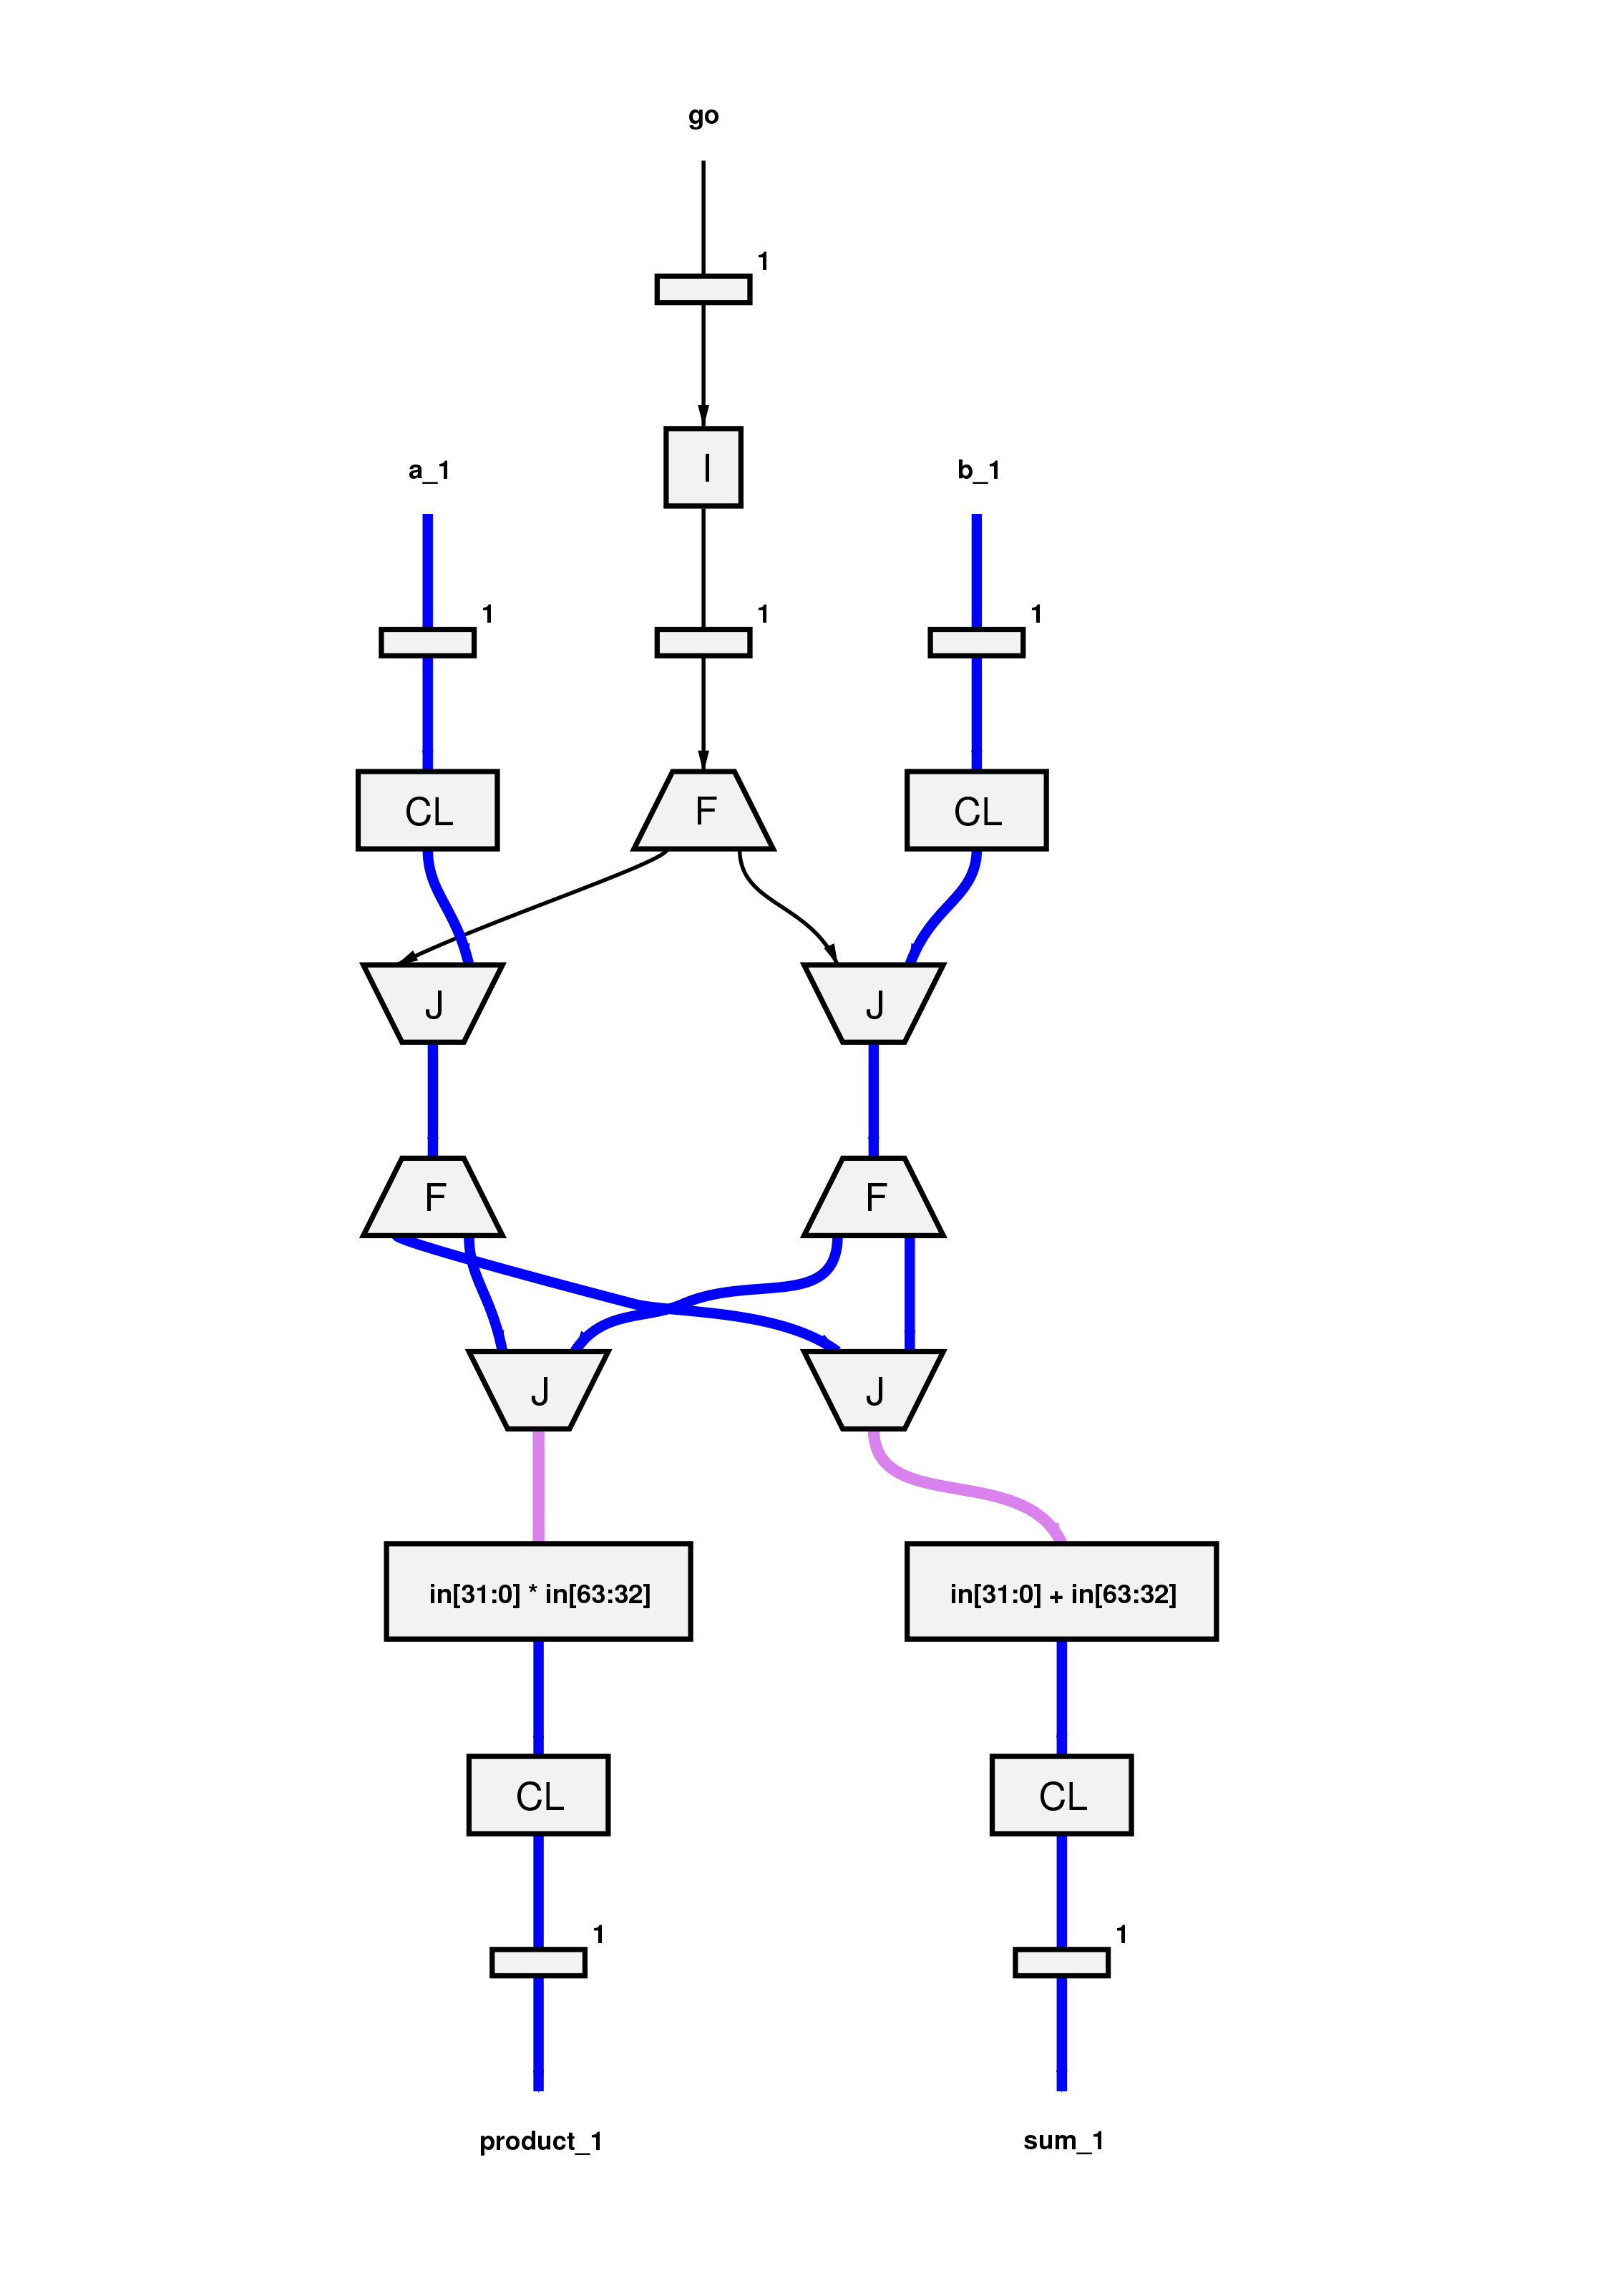 go
1
I
a_1
b_1
1
1
1
CL
F
CL
J
J
F
F
J
J
in[31:0] * in[63:32]
in[31:0] + in[63:32]
CL
CL
1
1
product_1
sum_1